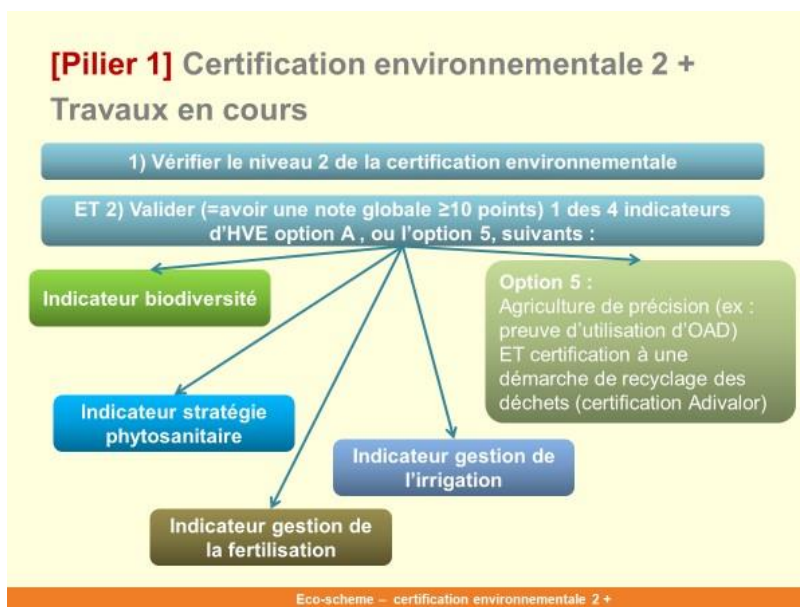 [Pilier 1] Certification environnementale 2 +
Travaux en cours
1) Vérifier le niveau 2 de la certification environnementale
ET 2) Valider (=avoir une note globale ≥10 points) 1 des 4 indicateurs
d'HVE option A , ou l'option 5, suivants :
Indicateur biodiversité
Option 5 :
Agriculture de précision (ex :
preuve d'utilisation d'OAD)
ET certification à une
démarche de recyclage des
déchets (certification Adivalor)
Indicateur stratégie
phytosanitaire
Indicateur gestion de
l'irrigation
Indicateur gestion de
la fertilisation
Eco-scheme – certification environnementale 2 +